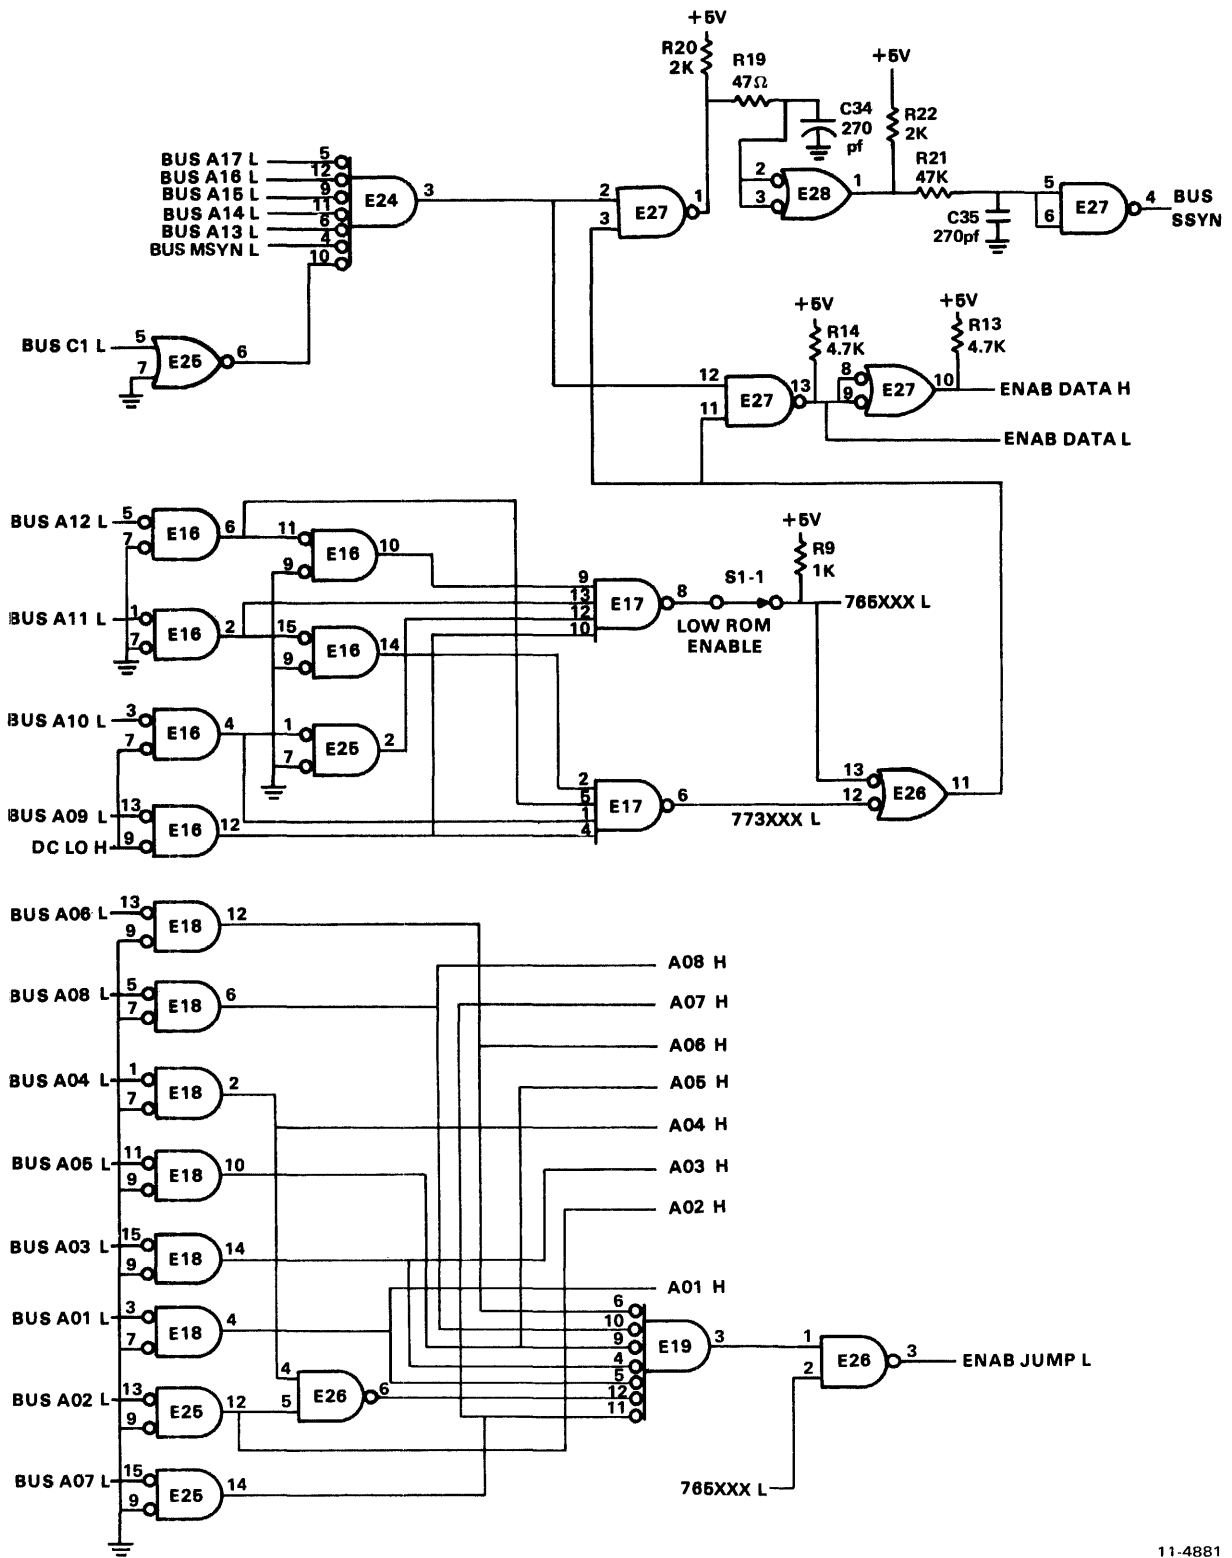 +5V
R20
2K
R19
47Ω
+5V
C34
270
pf
R22
2K
R21
47K
BUS A17 L 5
BUS A16 L 12
BUS A15 L 9
BUS A14 L 11
BUS A13 L 6
BUS MSYN L 4
10
E24 3
2 3 E27 1
2 3 E28 1
C35
270pf
5 6 E27 4
BUS
SSYN
BUS C1 L 5
7 E25 6
+5V
R14
4.7K
+5V
R13
4.7K
12 11 E27 13
8 9 E27 10
ENAB DATA H
ENAB DATA L
BUS A12 L 5
7 E16 6
11 9 E16 10
BUS A11 L 1
7 E16 2
15 9 E16 14
9 13 12 10 E17 8
S1-1
LOW ROM
ENABLE
+5V
R9
1K
765XXX L
BUS A10 L 3
7 E16 4
1 7 E25 2
BUS A09 L 13
DC LO H 9
E16 12
2 5 1 4 E17 6
773XXX L
13 12 E26 11
BUS A06 L 13
9 E18 12
BUS A08 L 5
7 E18 6
BUS A04 L 1
7 E18 2
BUS A05 L 11
9 E18 10
BUS A03 L 15
9 E18 14
BUS A01 L 3
7 E18 4
BUS A02 L 13
9 E25 12
BUS A07 L 15
9 E25 14
A08 H
A07 H
A06 H
A05 H
A04 H
A03 H
A02 H
A01 H
4 5 E26 6
6 10 9 4 5 12 11 E19 3
1 2 E26 3
ENAB JUMP L
765XXX L
11-4881